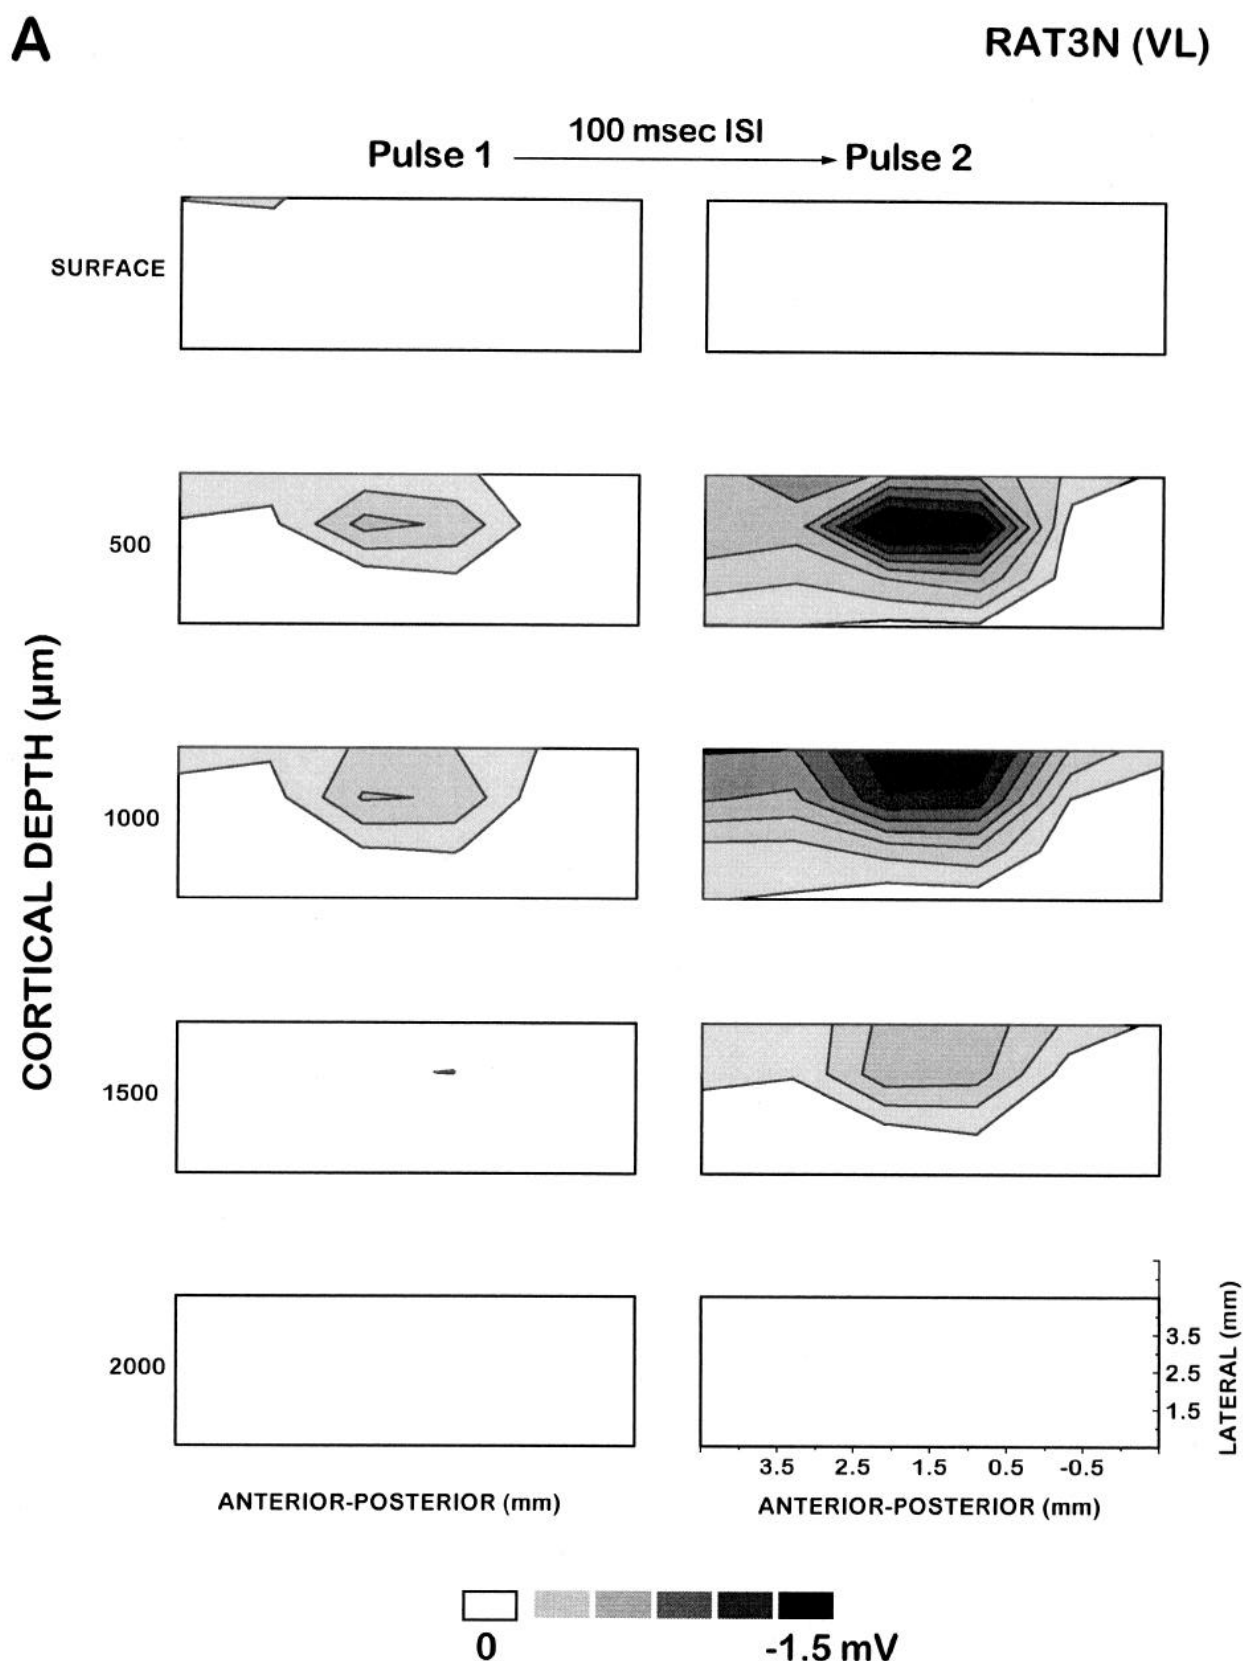 A
RAT3N (VL)
100 msec ISI
Pulse 1
Pulse 2
SURFACE
500
1000
1500
2000
CORTICAL DEPTH (µm)
3.5
2.5
1.5
LATERAL (mm)
3.5 2.5 1.5 0.5 -0.5
ANTERIOR-POSTERIOR (mm)
ANTERIOR-POSTERIOR (mm)
0
-1.5 mV